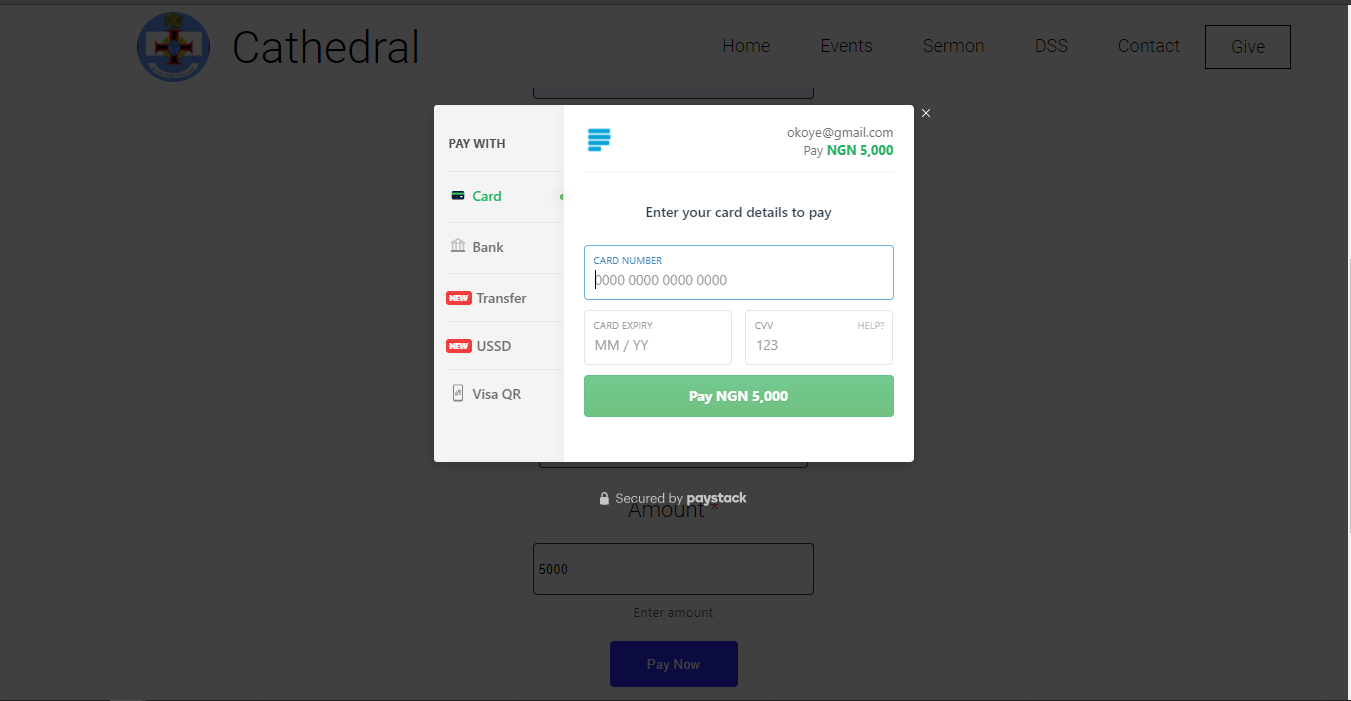 Cathedral
Home Events Sermon DSS Contact Give
PAY WITH
Card
Bank
NEW Transfer
NEW USSD
Visa QR
okoye@gmail.com
Pay NGN 5,000
Enter your card details to pay
CARD NUMBER
0000 0000 0000 0000
CARD EXPIRY
MM / YY
CVV HELP?
123
Pay NGN 5,000
Secured by paystack
Amount *
5000
Enter amount
Pay Now